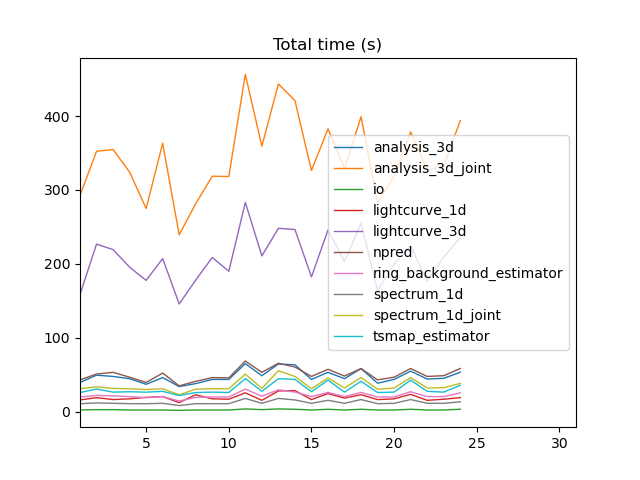 Total time (s)
400
300
200
100
0
5
10
15
20
25
30
analysis_3d
analysis_3d_joint
io
lightcurve_1d
lightcurve_3d
npred
ring_background_estimator
spectrum_1d
spectrum_1d_joint
tsmap_estimator